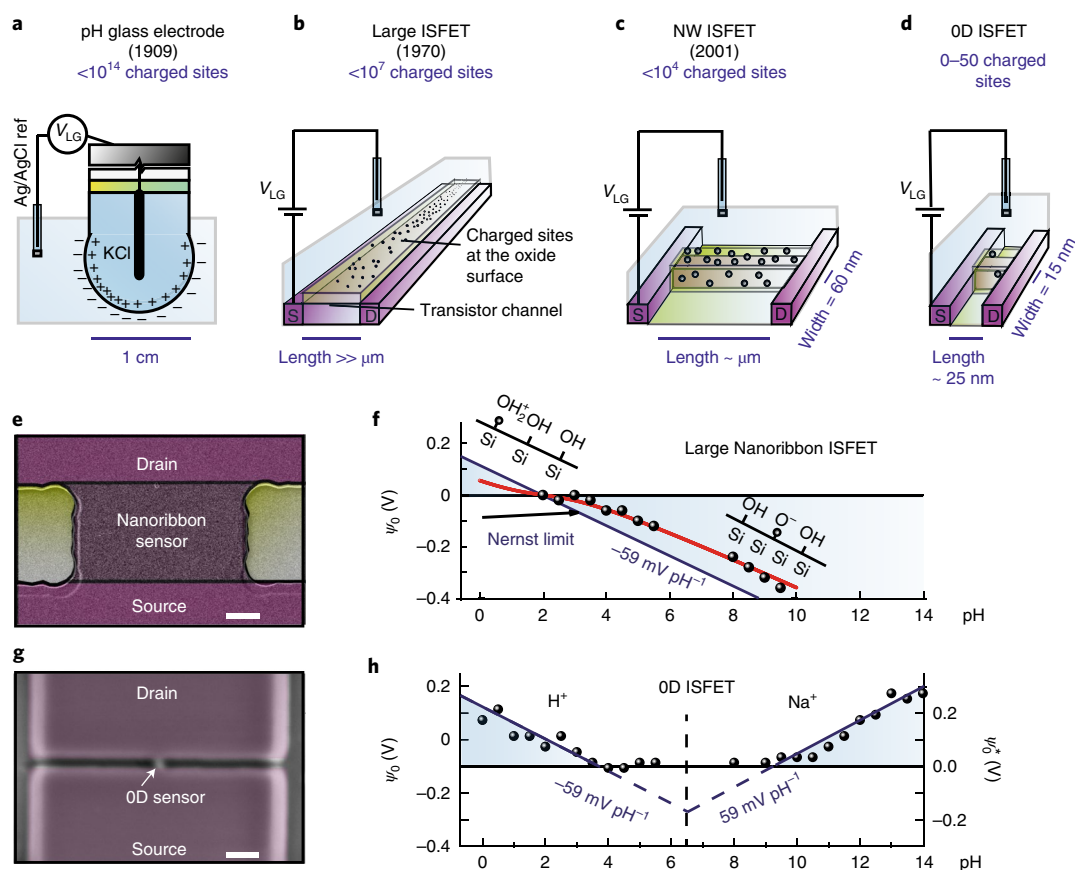 a
pH glass electrode
(1909)
<10^14 charged sites
Ag/AgCl ref
V_LG
KCl
1 cm
b
Large ISFET
(1970)
<10^7 charged sites
V_LG
Charged sites
at the oxide
surface
Transistor channel
S
D
Length >> μm
c
NW ISFET
(2001)
<10^4 charged sites
V_LG
S
D
Width = 60 nm
Length ~ μm
d
0D ISFET
0–50 charged
sites
V_LG
S
D
Width = 15 nm
Length
~ 25 nm
e
Drain
Nanoribbon
sensor
Source
f
Large Nanoribbon ISFET
OH2+ OH OH
Si Si Si
OH O− OH
Si Si Si Si
Nernst limit
−59 mV pH−1
ψ0 (V)
0.2
0
−0.2
−0.4
0 2 4 6 8 10 12 14 pH
g
Drain
0D sensor
Source
h
0D ISFET
H+
Na+
−59 mV pH−1
59 mV pH−1
ψ0 (V)
0.2
0
−0.2
−0.4
ψ0* (V)
0.2
0.0
−0.2
0 2 4 6 8 10 12 14 pH